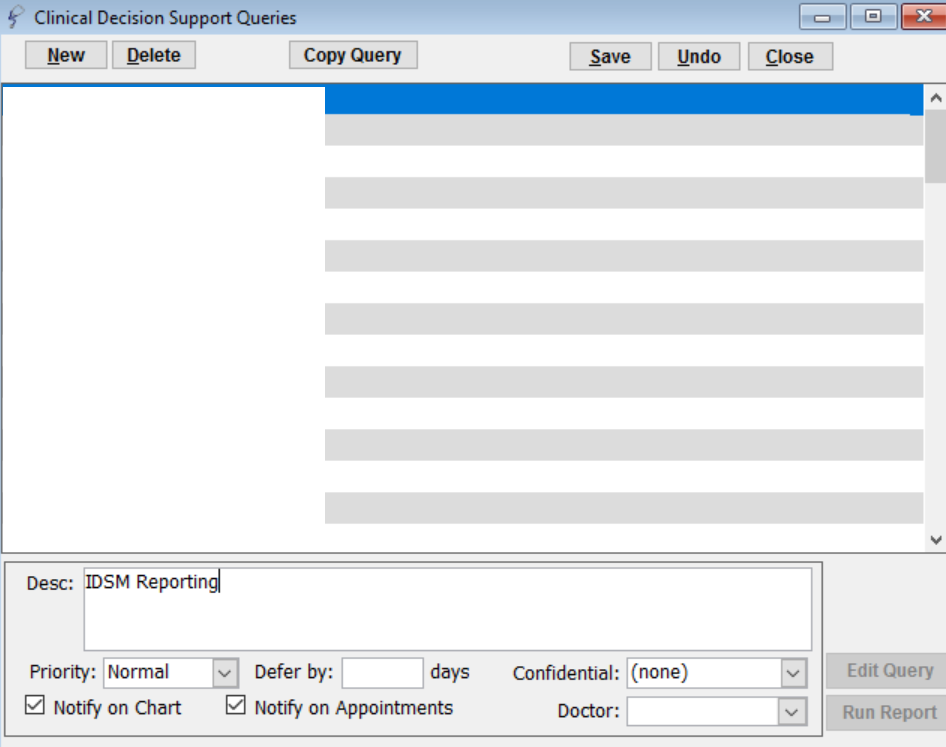 Clinical Decision Support Queries
New Delete Copy Query Save Undo Close
Desc: IDSM Reporting
Priority: Normal Defer by: days Confidential: (none) Edit Query
Notify on Chart Notify on Appointments Doctor: Run Report